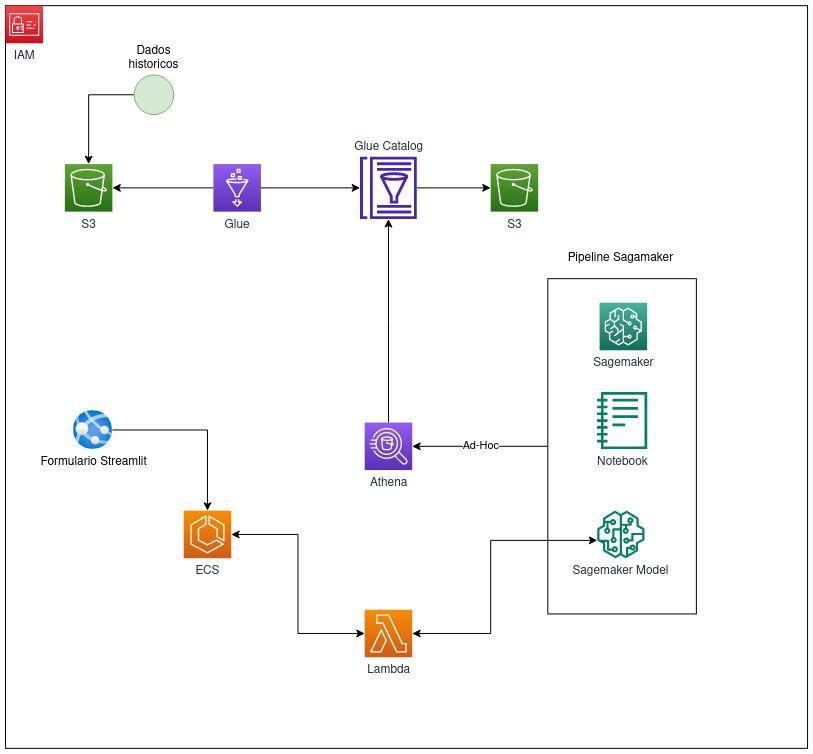 IAM
Dados
historicos
Glue Catalog
S3
Glue
S3
Pipeline Sagamaker
Sagemaker
Ad-Hoc
Notebook
Formulario Streamlit
Athena
ECS
Sagemaker Model
Lambda